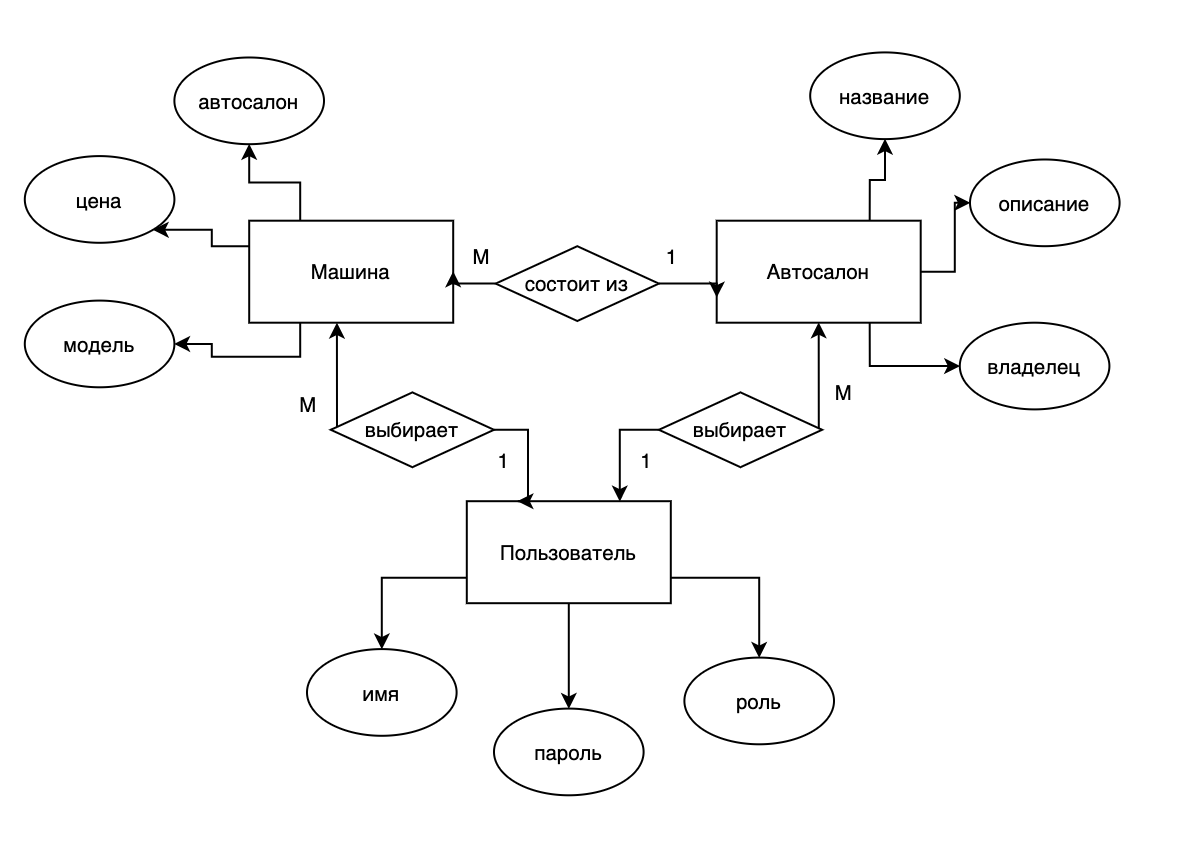 автосалон
название
цена
описание
Машина
М
состоит из
1
Автосалон
модель
владелец
М
выбирает
1
выбирает
1
М
Пользователь
имя
пароль
роль